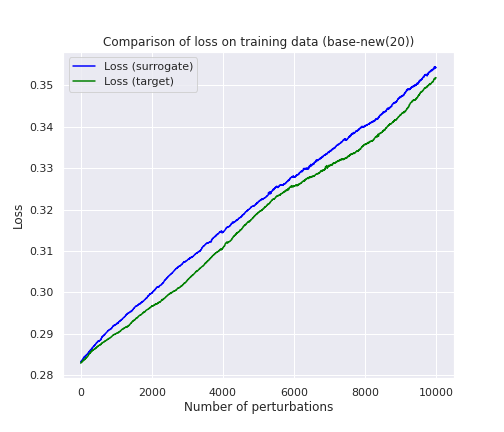 Comparison of loss on training data (base-new(20))
Loss (surrogate)
Loss (target)
0.35
0.34
0.33
0.32
0.31
0.30
0.29
0.28
Loss
0
2000
4000
6000
8000
10000
Number of perturbations